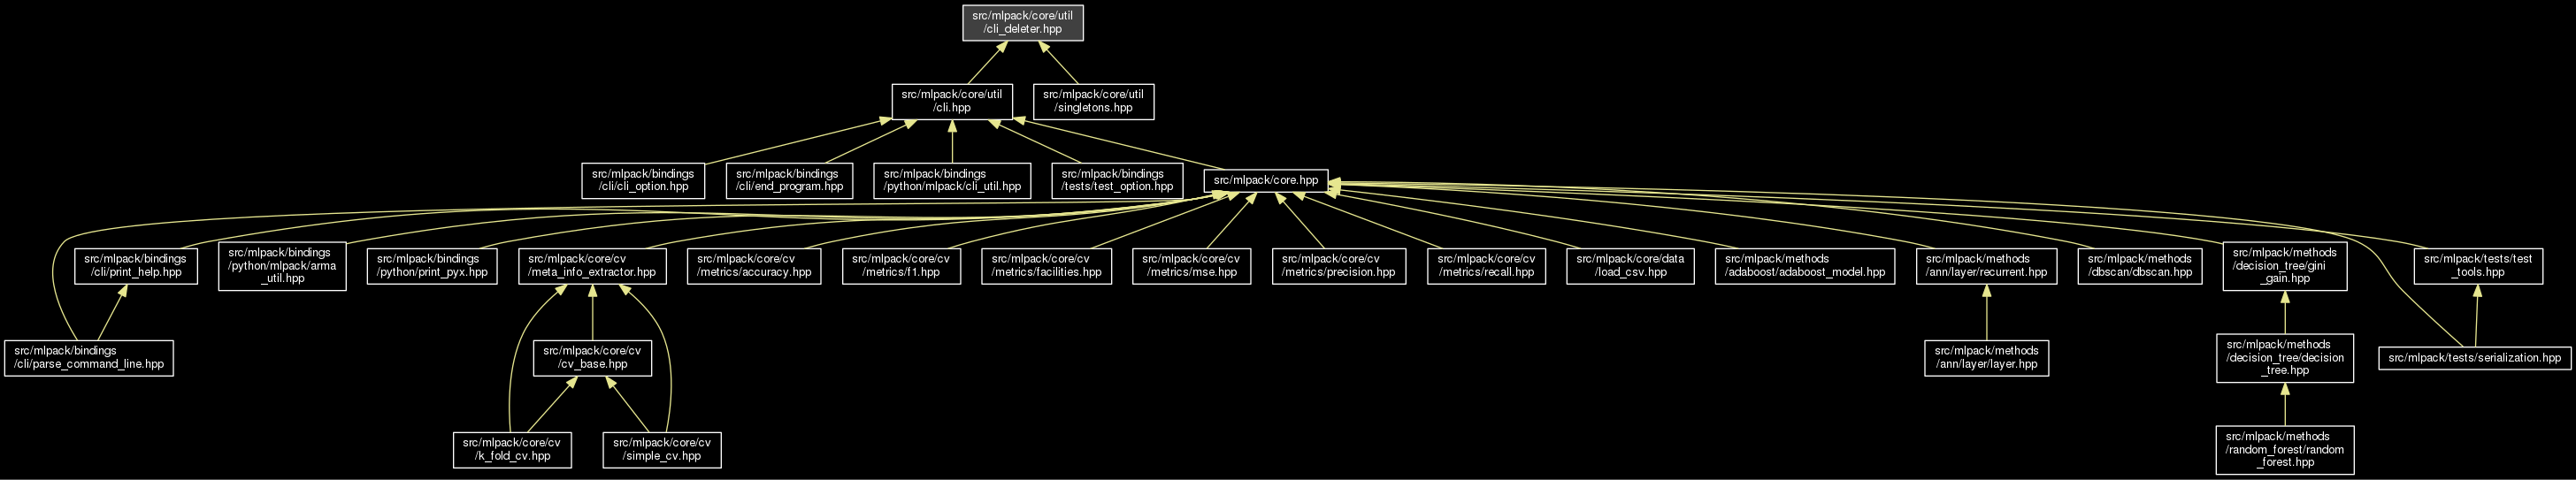 src/mlpack/core/util
/cli_deleter.hpp
src/mlpack/core/util
/cli.hpp
src/mlpack/core/util
/singletons.hpp
src/mlpack/bindings
/cli/cli_option.hpp
src/mlpack/bindings
/cli/end_program.hpp
src/mlpack/bindings
/python/mlpack/cli_util.hpp
src/mlpack/bindings
/tests/test_option.hpp
src/mlpack/core.hpp
src/mlpack/bindings
/cli/print_help.hpp
src/mlpack/bindings
/python/mlpack/arma
_util.hpp
src/mlpack/bindings
/python/print_pyx.hpp
src/mlpack/core/cv
/meta_info_extractor.hpp
src/mlpack/core/cv
/metrics/accuracy.hpp
src/mlpack/core/cv
/metrics/f1.hpp
src/mlpack/core/cv
/metrics/facilities.hpp
src/mlpack/core/cv
/metrics/mse.hpp
src/mlpack/core/cv
/metrics/precision.hpp
src/mlpack/core/cv
/metrics/recall.hpp
src/mlpack/core/data
/load_csv.hpp
src/mlpack/methods
/adaboost/adaboost_model.hpp
src/mlpack/methods
/ann/layer/recurrent.hpp
src/mlpack/methods
/dbscan/dbscan.hpp
src/mlpack/methods
/decision_tree/gini
_gain.hpp
src/mlpack/tests/test
_tools.hpp
src/mlpack/bindings
/cli/parse_command_line.hpp
src/mlpack/core/cv
/cv_base.hpp
src/mlpack/methods
/ann/layer/layer.hpp
src/mlpack/methods
/decision_tree/decision
_tree.hpp
src/mlpack/tests/serialization.hpp
src/mlpack/core/cv
/k_fold_cv.hpp
src/mlpack/core/cv
/simple_cv.hpp
src/mlpack/methods
/random_forest/random
_forest.hpp